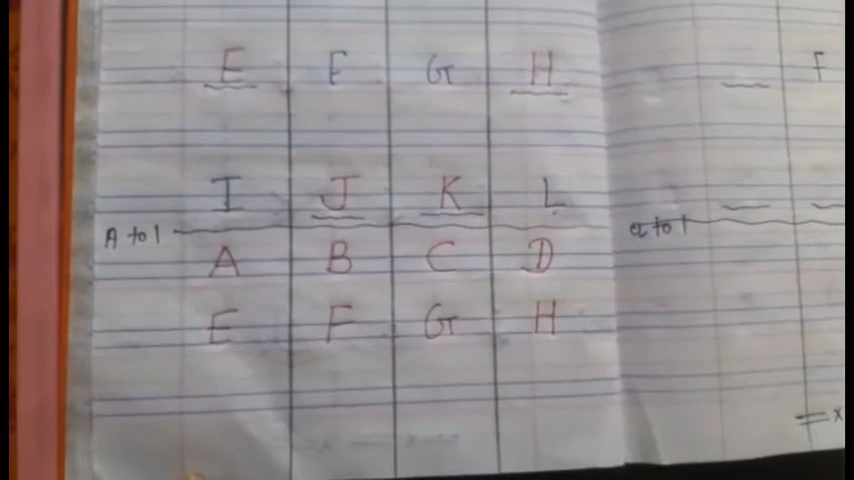 E F G H
F
I J K L
A to l
a to l
A B C D
E F G H
= x